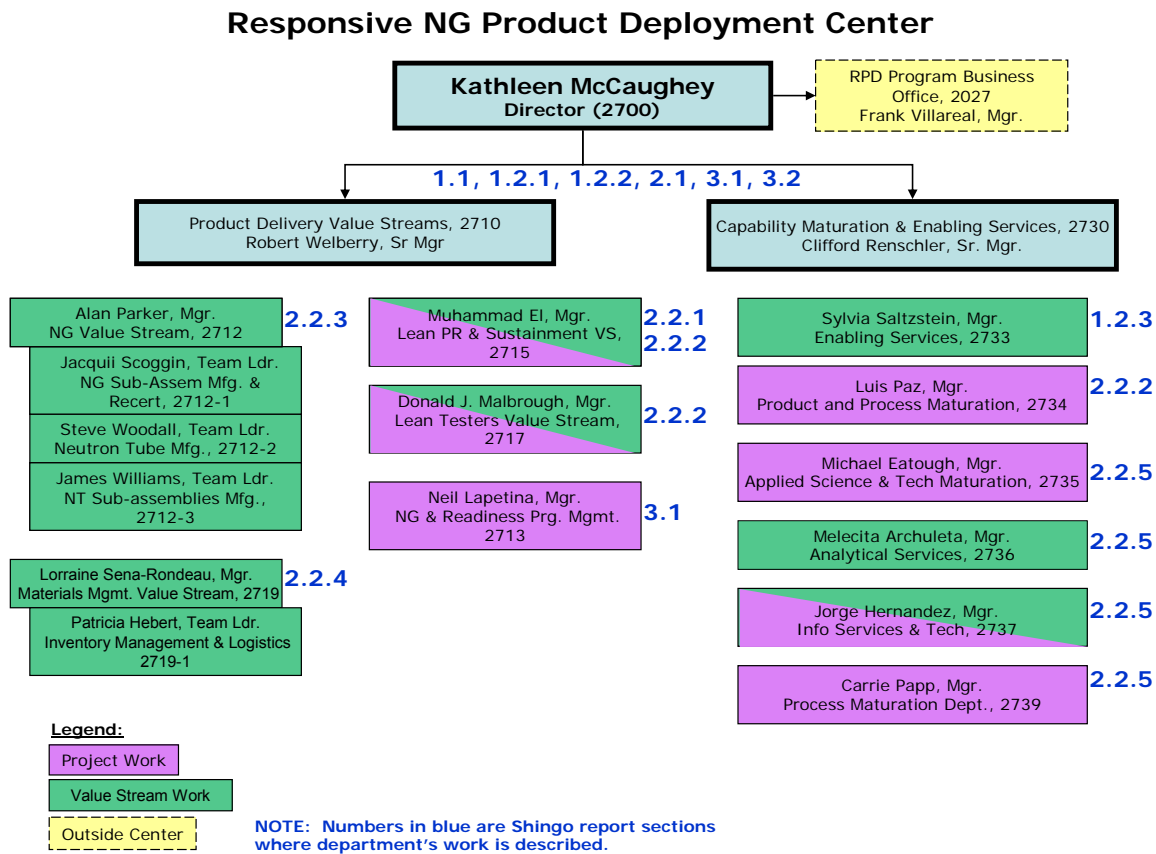 Responsive NG Product Deployment Center
Kathleen McCaughey
Director (2700)
RPD Program Business
Office, 2027
Frank Villareal, Mgr.
1.1, 1.2.1, 1.2.2, 2.1, 3.1, 3.2
Product Delivery Value Streams, 2710
Robert Welberry, Sr Mgr
Capability Maturation & Enabling Services, 2730
Clifford Renschler, Sr. Mgr.
Alan Parker, Mgr.
NG Value Stream, 2712
2.2.3
Jacquii Scoggin, Team Ldr.
NG Sub-Assem Mfg. &
Recert, 2712-1
Steve Woodall, Team Ldr.
Neutron Tube Mfg., 2712-2
James Williams, Team Ldr.
NT Sub-assemblies Mfg.,
2712-3
Lorraine Sena-Rondeau, Mgr.
Materials Mgmt. Value Stream, 2719
2.2.4
Patricia Hebert, Team Ldr.
Inventory Management & Logistics
2719-1
Muhammad El, Mgr.
Lean PR & Sustainment VS,
2715
2.2.1
2.2.2
Donald J. Malbrough, Mgr.
Lean Testers Value Stream,
2717
2.2.2
Neil Lapetina, Mgr.
NG & Readiness Prg. Mgmt.
2713
3.1
Sylvia Saltzstein, Mgr.
Enabling Services, 2733
1.2.3
Luis Paz, Mgr.
Product and Process Maturation, 2734
2.2.2
Michael Eatough, Mgr.
Applied Science & Tech Maturation, 2735
2.2.5
Melecita Archuleta, Mgr.
Analytical Services, 2736
2.2.5
Jorge Hernandez, Mgr.
Info Services & Tech, 2737
2.2.5
Carrie Papp, Mgr.
Process Maturation Dept., 2739
2.2.5
Legend:
Project Work
Value Stream Work
Outside Center
NOTE: Numbers in blue are Shingo report sections
where department's work is described.